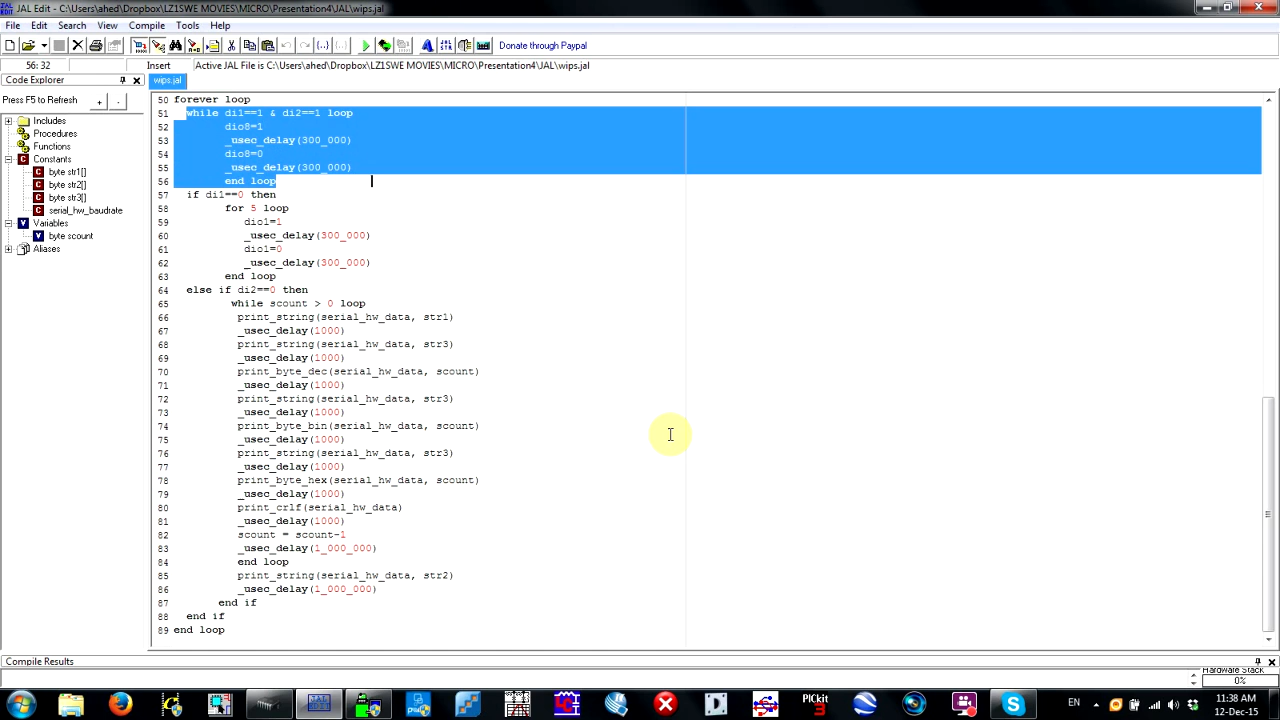 JAL Edit - C:\Users\ahed\Dropbox\LZ1SWE MOVIES\MICRO\Presentation4\JAL\wips.jal
File Edit Search View Compile Tools Help
Donate through Paypal
56: 32 Insert Active JAL File is C:\Users\ahed\Dropbox\LZ1SWE MOVIES\MICRO\Presentation4\JAL\wips.jal
Code Explorer
wips.jal
Press F5 to Refresh + -
Includes
Procedures
Functions
Constants
byte str1[]
byte str2[]
byte str3[]
serial_hw_baudrate
Variables
byte scount
Aliases
50 forever loop
51 while di1==1 & di2==1 loop
52 dio8=1
53 _usec_delay(300_000)
54 dio8=0
55 _usec_delay(300_000)
56 end loop
57 if di1==0 then
58 for 5 loop
59 dio1=1
60 _usec_delay(300_000)
61 dio1=0
62 _usec_delay(300_000)
63 end loop
64 else if di2==0 then
65 while scount > 0 loop
66 print_string(serial_hw_data, str1)
67 _usec_delay(1000)
68 print_string(serial_hw_data, str3)
69 _usec_delay(1000)
70 print_byte_dec(serial_hw_data, scount)
71 _usec_delay(1000)
72 print_string(serial_hw_data, str3)
73 _usec_delay(1000)
74 print_byte_bin(serial_hw_data, scount)
75 _usec_delay(1000)
76 print_string(serial_hw_data, str3)
77 _usec_delay(1000)
78 print_byte_hex(serial_hw_data, scount)
79 _usec_delay(1000)
80 print_crlf(serial_hw_data)
81 _usec_delay(1000)
82 scount = scount-1
83 _usec_delay(1_000_000)
84 end loop
85 print_string(serial_hw_data, str2)
86 _usec_delay(1_000_000)
87 end if
88 end if
89 end loop
Compile Results
Hardware Stack
0%
PICkit
3
EN
11:38 AM
12-Dec-15